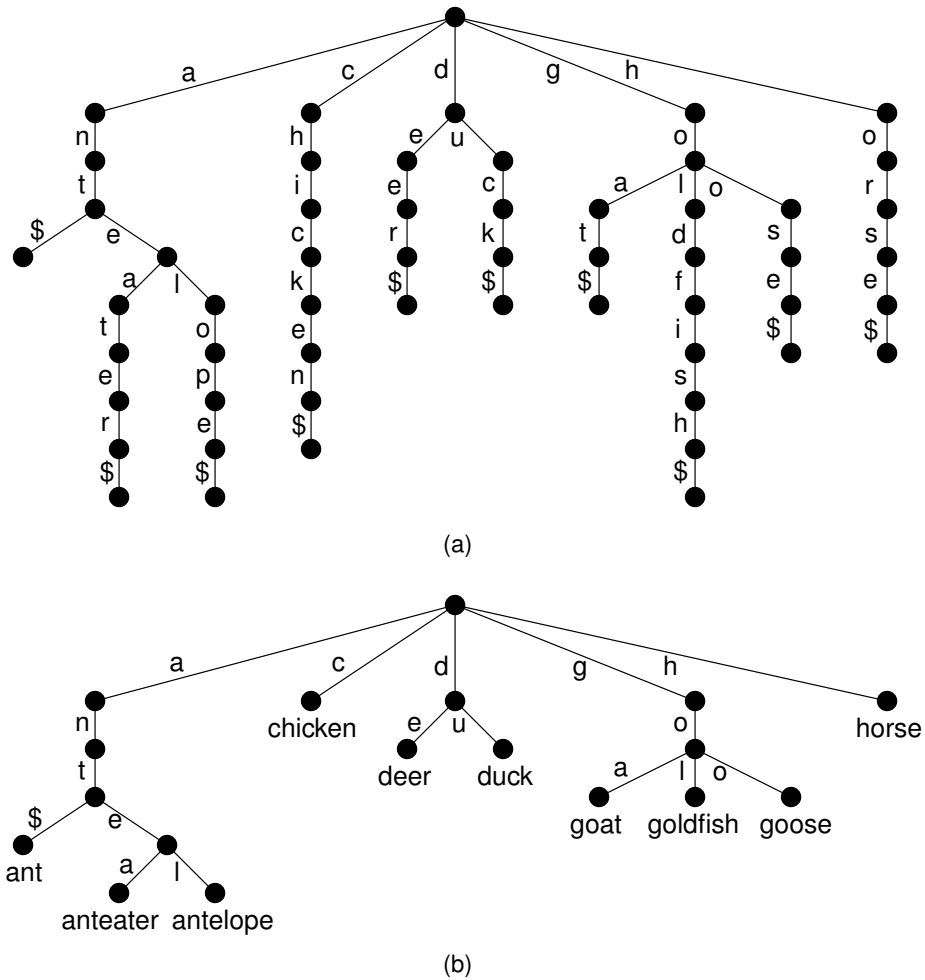 a c d g h
n h e u o o
t i e c a l o r
$ e c r k t d s s
a l k $ $ $ f e e
t o e i $ $
e p n s
r e $ h
$ $ $
(a)
a c d g h
n chicken e u o horse
t deer duck a l o
$ e goat goldfish goose
ant a l
anteater antelope
(b)